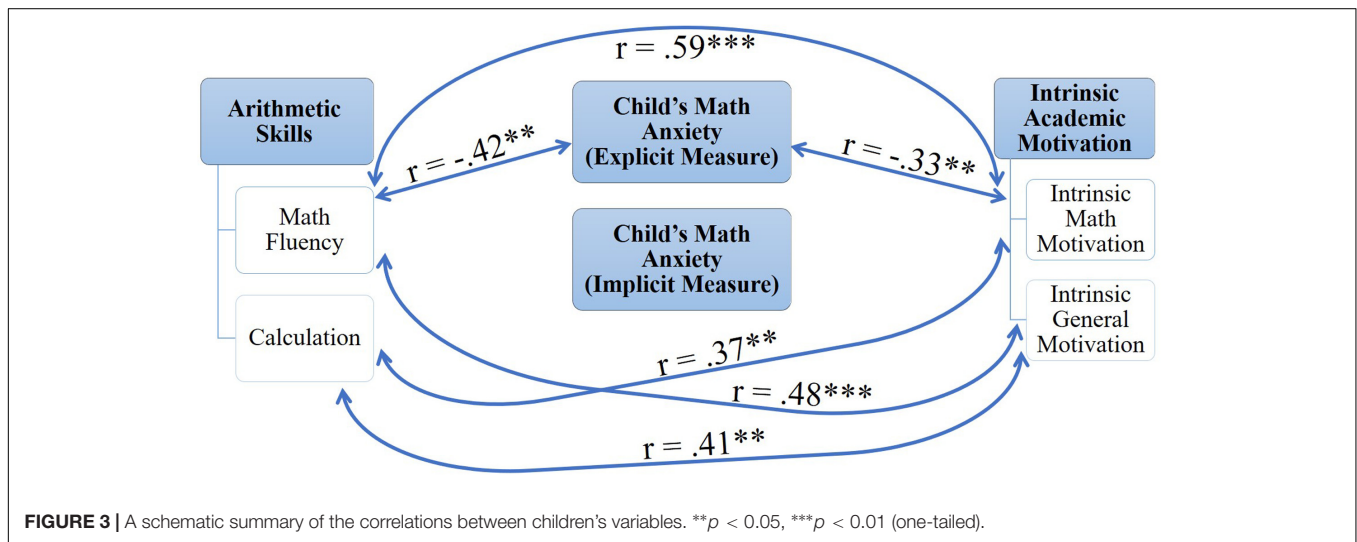 r = .59***
Arithmetic
Skills
Child's Math
Anxiety
(Explicit Measure)
Intrinsic
Academic
Motivation
r = -.42**
r = -.33**
Math
Fluency
Child's Math
Anxiety
(Implicit Measure)
Intrinsic
Math
Motivation
Calculation
Intrinsic
General
Motivation
r = .37**
r = .48***
r = .41**
FIGURE 3 | A schematic summary of the correlations between children's variables. **p < 0.05, ***p < 0.01 (one-tailed).